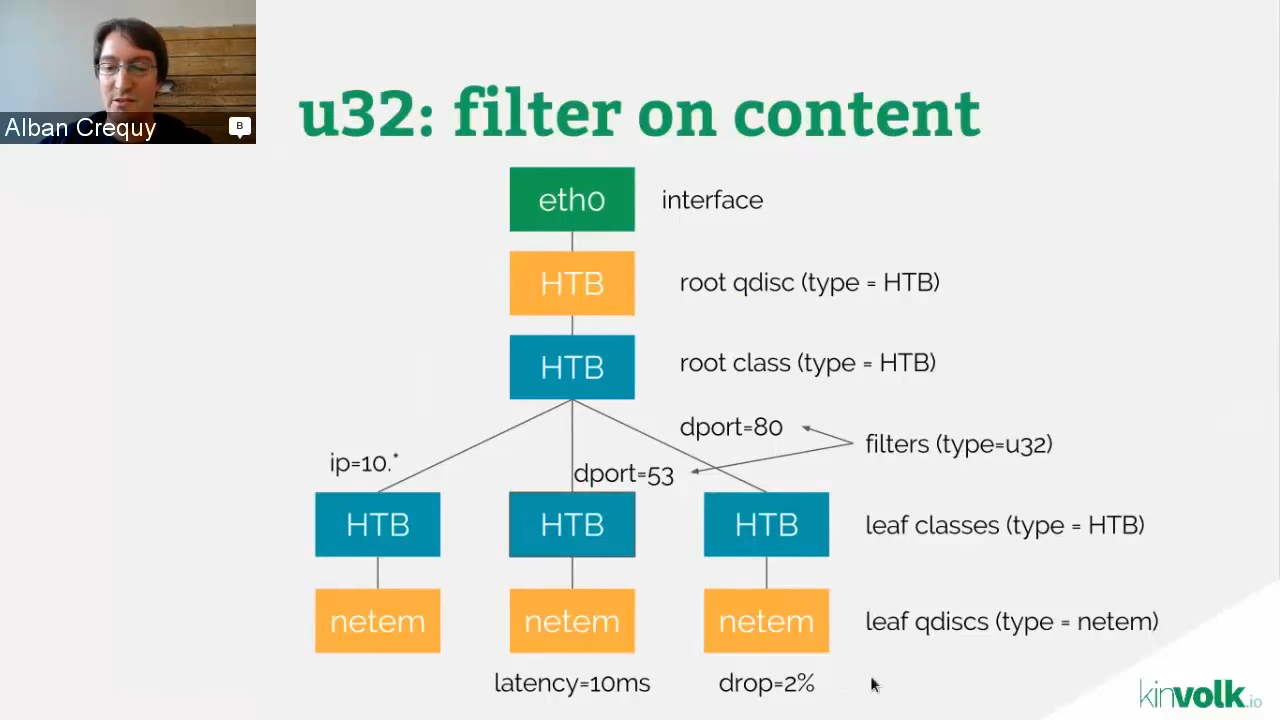 Alban Crequy
B
u32: filter on content
eth0
interface
HTB
root qdisc (type = HTB)
HTB
root class (type = HTB)
dport=80
filters (type=u32)
ip=10.*
dport=53
HTB
HTB
HTB
leaf classes (type = HTB)
netem
netem
netem
leaf qdiscs (type = netem)
latency=10ms
drop=2%
kinvolk.io